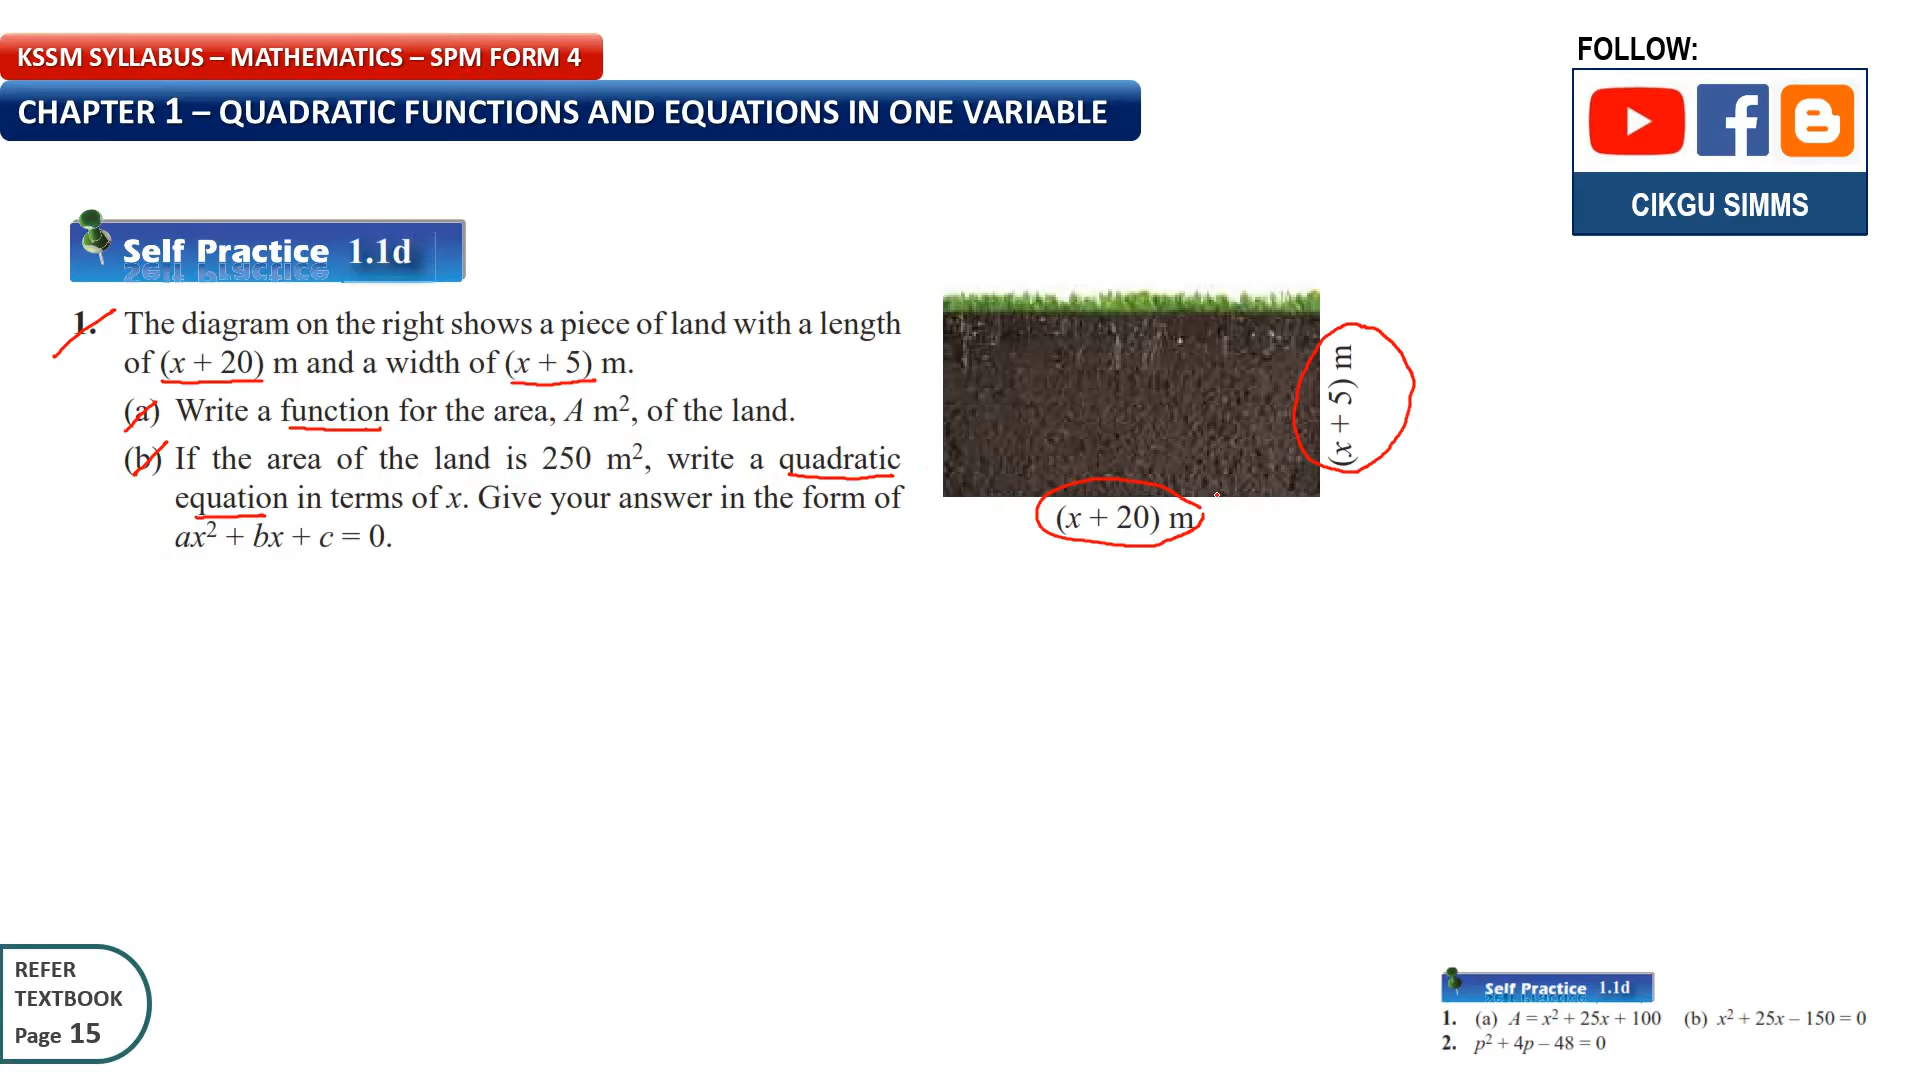 KSSM SYLLABUS – MATHEMATICS – SPM FORM 4
CHAPTER 1 – QUADRATIC FUNCTIONS AND EQUATIONS IN ONE VARIABLE
FOLLOW:
CIKGU SIMMS
Self Practice 1.1d
1. The diagram on the right shows a piece of land with a length
of (x + 20) m and a width of (x + 5) m.
(a) Write a function for the area, A m², of the land.
(b) If the area of the land is 250 m², write a quadratic
equation in terms of x. Give your answer in the form of
ax² + bx + c = 0.
(x + 5) m
(x + 20) m
REFER
TEXTBOOK
Page 15
Self Practice 1.1d
1. (a) A = x² + 25x + 100 (b) x² + 25x – 150 = 0
2. p² + 4p – 48 = 0